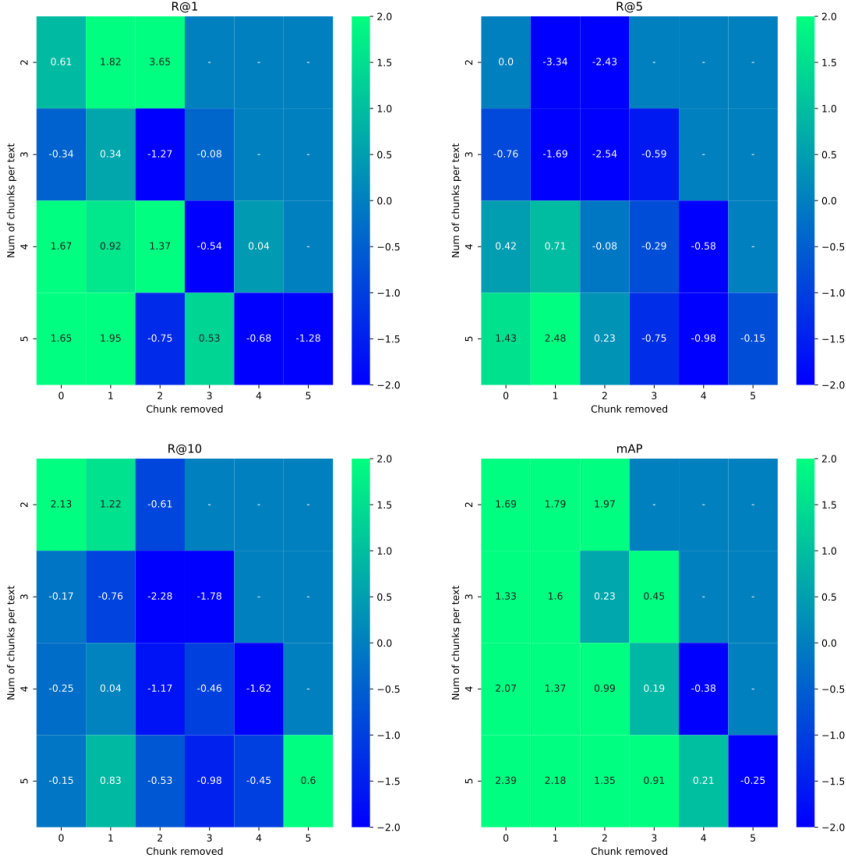 R@1
Num of chunks per text
2 0.61 1.82 3.65 - - -
3 -0.34 0.34 -1.27 -0.08 - -
4 1.67 0.92 1.37 -0.54 0.04 -
5 1.65 1.95 -0.75 0.53 -0.68 -1.28
0 1 2 3 4 5
Chunk removed
2.0
1.5
1.0
0.5
0.0
−0.5
−1.0
−1.5
−2.0
R@5
Num of chunks per text
2 0.0 -3.34 -2.43 - - -
3 -0.76 -1.69 -2.54 -0.59 - -
4 0.42 0.71 -0.08 -0.29 -0.58 -
5 1.43 2.48 0.23 -0.75 -0.98 -0.15
0 1 2 3 4 5
Chunk removed
2.0
1.5
1.0
0.5
0.0
−0.5
−1.0
−1.5
−2.0
R@10
Num of chunks per text
2 2.13 1.22 -0.61 - - -
3 -0.17 -0.76 -2.28 -1.78 - -
4 -0.25 0.04 -1.17 -0.46 -1.62 -
5 -0.15 0.83 -0.53 -0.98 -0.45 0.6
0 1 2 3 4 5
Chunk removed
2.0
1.5
1.0
0.5
0.0
−0.5
−1.0
−1.5
−2.0
mAP
Num of chunks per text
2 1.69 1.79 1.97 - - -
3 1.33 1.6 0.23 0.45 - -
4 2.07 1.37 0.99 0.19 -0.38 -
5 2.39 2.18 1.35 0.91 0.21 -0.25
0 1 2 3 4 5
Chunk removed
2.0
1.5
1.0
0.5
0.0
−0.5
−1.0
−1.5
−2.0